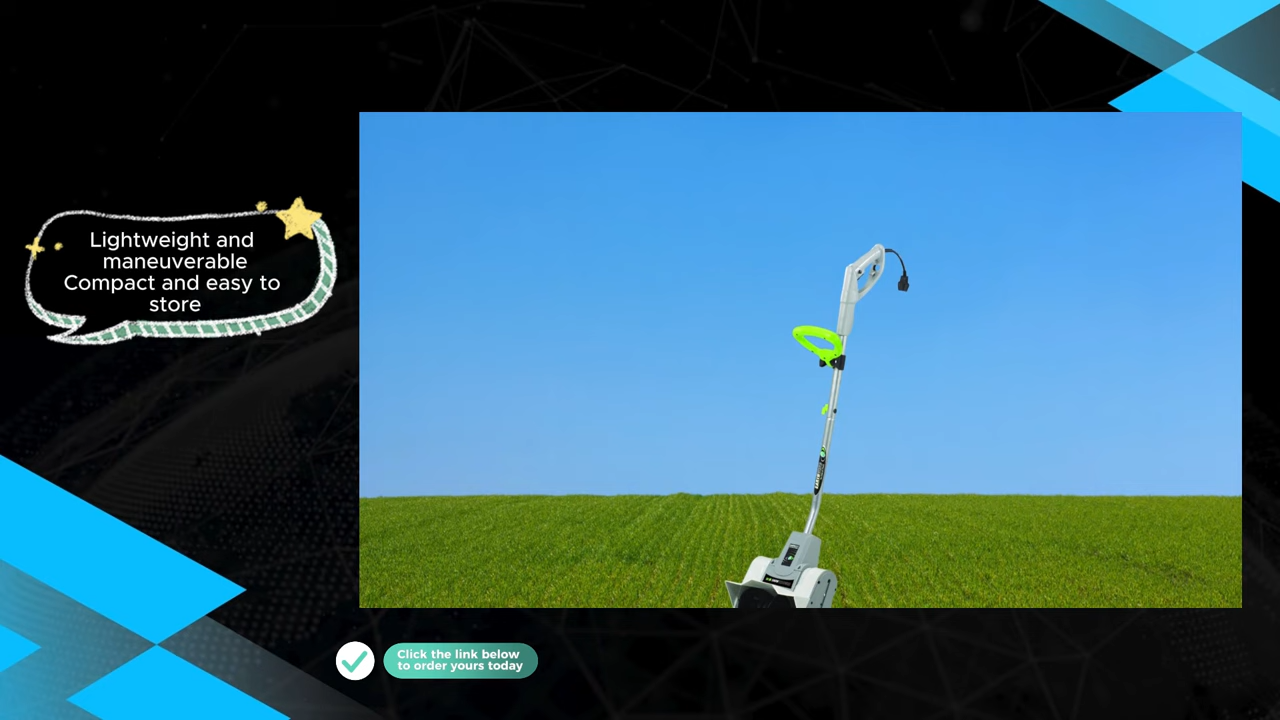 Lightweight and
maneuverable
Compact and easy to
store
Click the link below
to order yours today